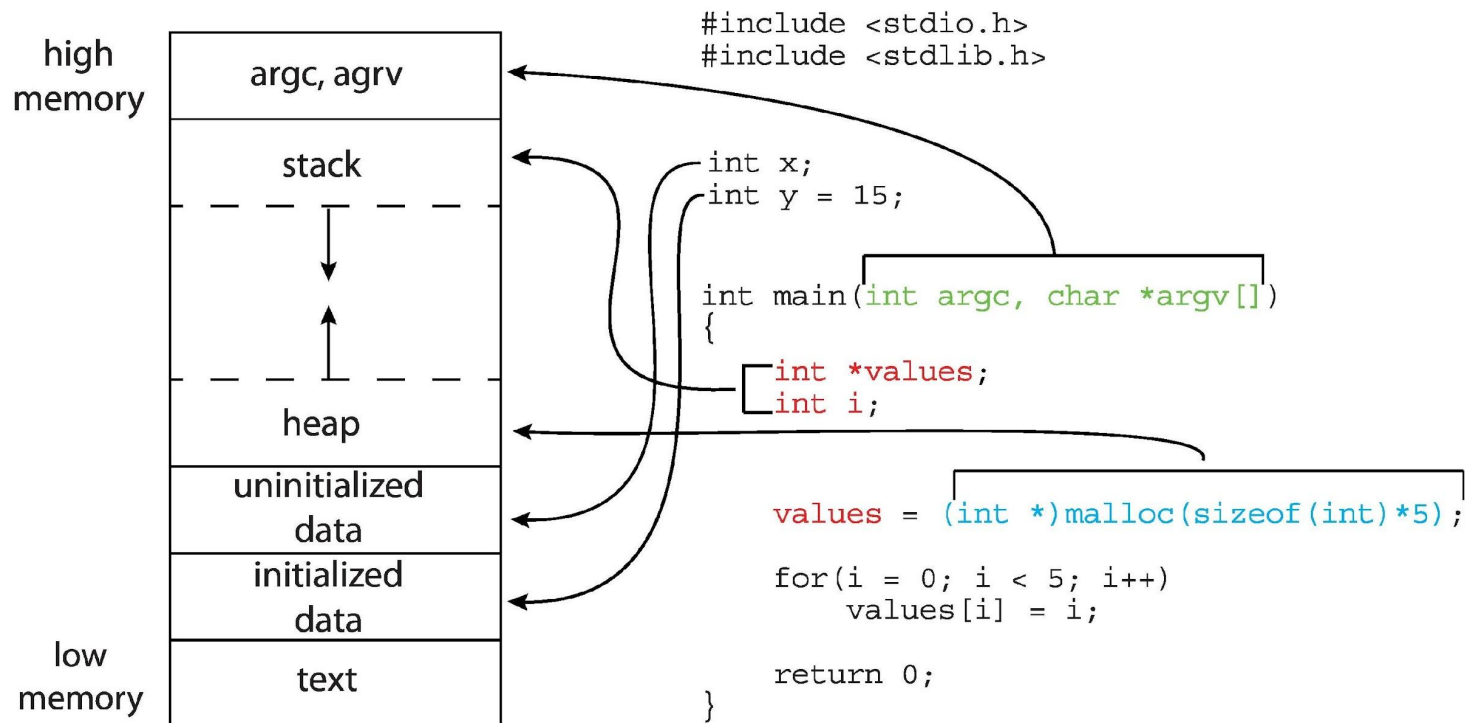 high
memory
argc, agrv
stack
heap
uninitialized
data
initialized
data
low
memory
text
#include <stdio.h>
#include <stdlib.h>
int x;
int y = 15;
int main(int argc, char *argv[])
{
int *values;
int i;
values = (int *)malloc(sizeof(int)*5);
for(i = 0; i < 5; i++)
values[i] = i;
return 0;
}